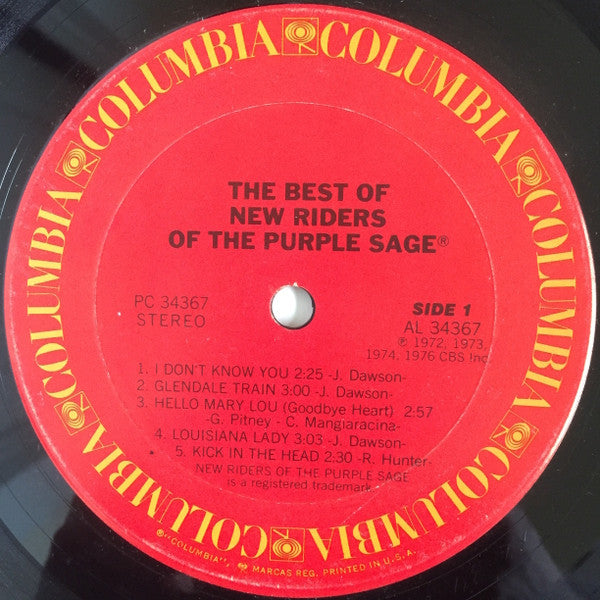 COLUMBIA COLUMBIA COLUMBIA COLUMBIA COLUMBIA COLUMBIA
THE BEST OF
NEW RIDERS
OF THE PURPLE SAGE®
PC 34367
STEREO
SIDE 1
AL 34367
℗ 1972, 1973,
1974, 1976 CBS Inc.
1. I DON'T KNOW YOU 2:25 -J. Dawson-
2. GLENDALE TRAIN 3:00 -J. Dawson-
3. HELLO MARY LOU (Goodbye Heart) 2:57
-G. Pitney - C. Mangiaracina-
4. LOUISIANA LADY 3:03 -J. Dawson-
5. KICK IN THE HEAD 2:30 -R. Hunter-
NEW RIDERS OF THE PURPLE SAGE
is a registered trademark
®"COLUMBIA", MARCAS REG. PRINTED IN U.S.A.